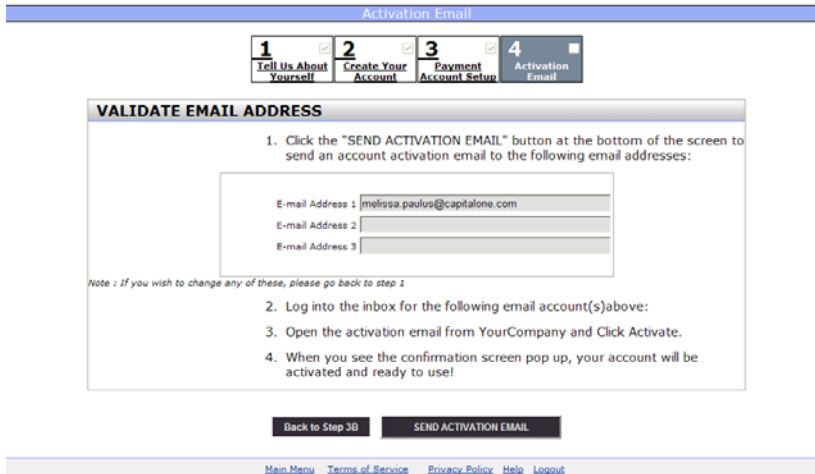 Activation Email
1 2 3 4
Tell Us About Yourself Create Your Account Payment Account Setup Activation Email
VALIDATE EMAIL ADDRESS
1. Click the "SEND ACTIVATION EMAIL" button at the bottom of the screen to
send an account activation email to the following email addresses:
E-mail Address 1 melissa.paulus@capitalone.com
E-mail Address 2
E-mail Address 3
Note : If you wish to change any of these, please go back to step 1
2. Log into the inbox for the following email account(s)above:
3. Open the activation email from YourCompany and Click Activate.
4. When you see the confirmation screen pop up, your account will be
activated and ready to use!
Back to Step 3B SEND ACTIVATION EMAIL
Main Menu Terms of Service Privacy Policy Help Logout